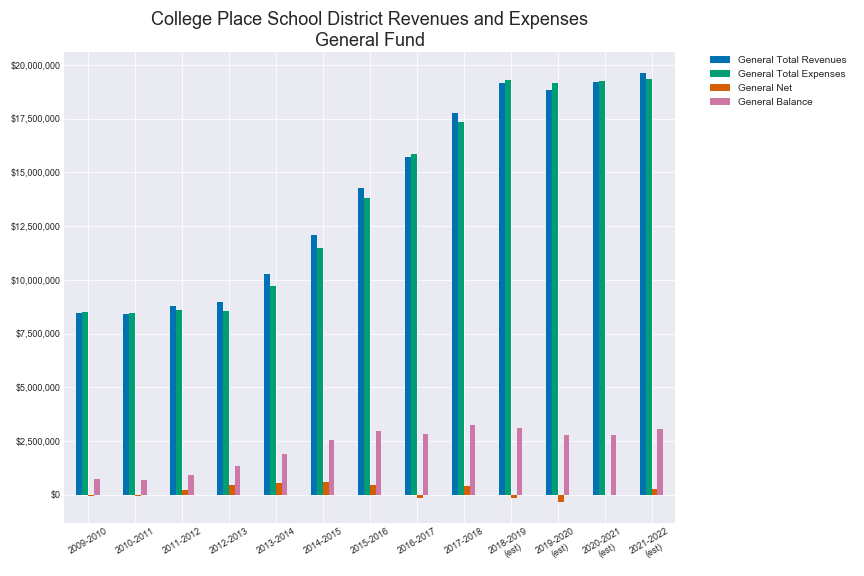 College Place School District Revenues and Expenses
General Fund
General Total Revenues
General Total Expenses
General Net
General Balance
$20,000,000
$17,500,000
$15,000,000
$12,500,000
$10,000,000
$7,500,000
$5,000,000
$2,500,000
$0
2009-2010
2010-2011
2011-2012
2012-2013
2013-2014
2014-2015
2015-2016
2016-2017
2017-2018
2018-2019
(est)
2019-2020
(est)
2020-2021
(est)
2021-2022
(est)